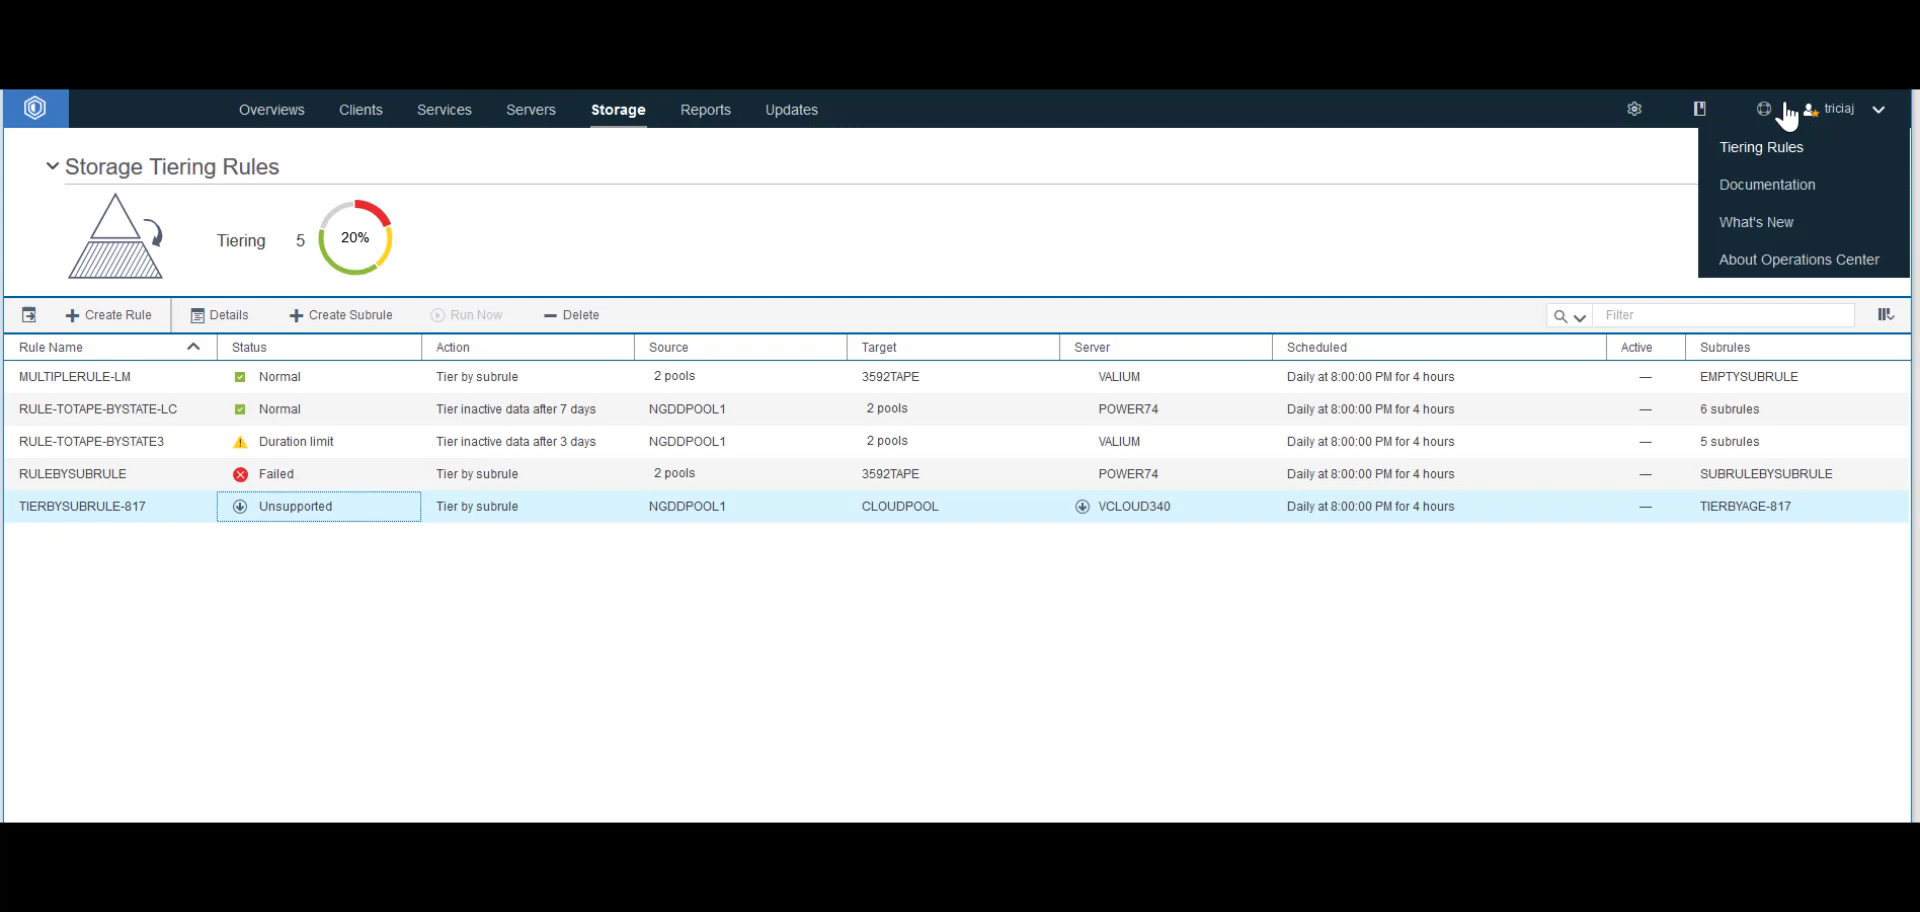 Overviews Clients Services Servers Storage Reports Updates triciaj
Tiering Rules
Documentation
What's New
About Operations Center
Storage Tiering Rules
Tiering 5 20%
Create Rule Details Create Subrule Run Now Delete Filter
Rule Name Status Action Source Target Server Scheduled Active Subrules
MULTIPLERULE-LM Normal Tier by subrule 2 pools 3592TAPE VALIUM Daily at 8:00:00 PM for 4 hours — EMPTYSUBRULE
RULE-TOTAPE-BYSTATE-LC Normal Tier inactive data after 7 days NGDDPOOL1 2 pools POWER74 Daily at 8:00:00 PM for 4 hours — 6 subrules
RULE-TOTAPE-BYSTATE3 Duration limit Tier inactive data after 3 days NGDDPOOL1 2 pools VALIUM Daily at 8:00:00 PM for 4 hours — 5 subrules
RULEBYSUBRULE Failed Tier by subrule 2 pools 3592TAPE POWER74 Daily at 8:00:00 PM for 4 hours — SUBRULEBYSUBRULE
TIERBYSUBRULE-817 Unsupported Tier by subrule NGDDPOOL1 CLOUDPOOL VCLOUD340 Daily at 8:00:00 PM for 4 hours — TIERBYAGE-817